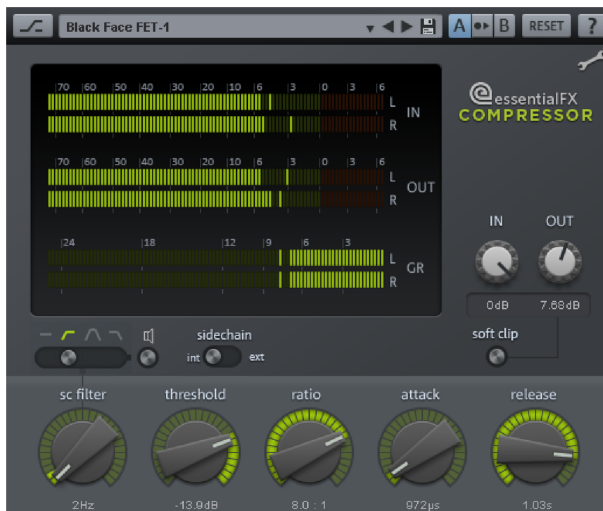 Black Face FET-1 A B RESET ?
70 60 50 40 30 20 10 6 3 0 3 6
L
IN
R
essentialFX
COMPRESSOR
70 60 50 40 30 20 10 6 3 0 3 6
L
OUT
R
24 18 12 9 6 3
L
GR
R
IN OUT
0dB 7.68dB
sidechain
int ext
soft clip
sc filter threshold ratio attack release
2Hz -13.9dB 8.0 : 1 972µs 1.03s